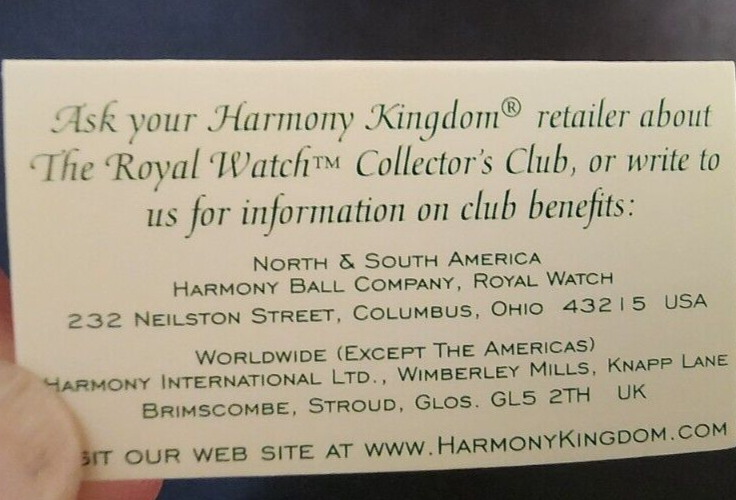 Ask your Harmony Kingdom® retailer about
The Royal Watch™ Collector's Club, or write to
us for information on club benefits:
NORTH & SOUTH AMERICA
HARMONY BALL COMPANY, ROYAL WATCH
232 NEILSTON STREET, COLUMBUS, OHIO 43215 USA
WORLDWIDE (EXCEPT THE AMERICAS)
HARMONY INTERNATIONAL LTD., WIMBERLEY MILLS, KNAPP LANE
BRIMSCOMBE, STROUD, GLOS. GL5 2TH UK
OUR WEB SITE AT WWW.HARMONYKINGDOM.COM